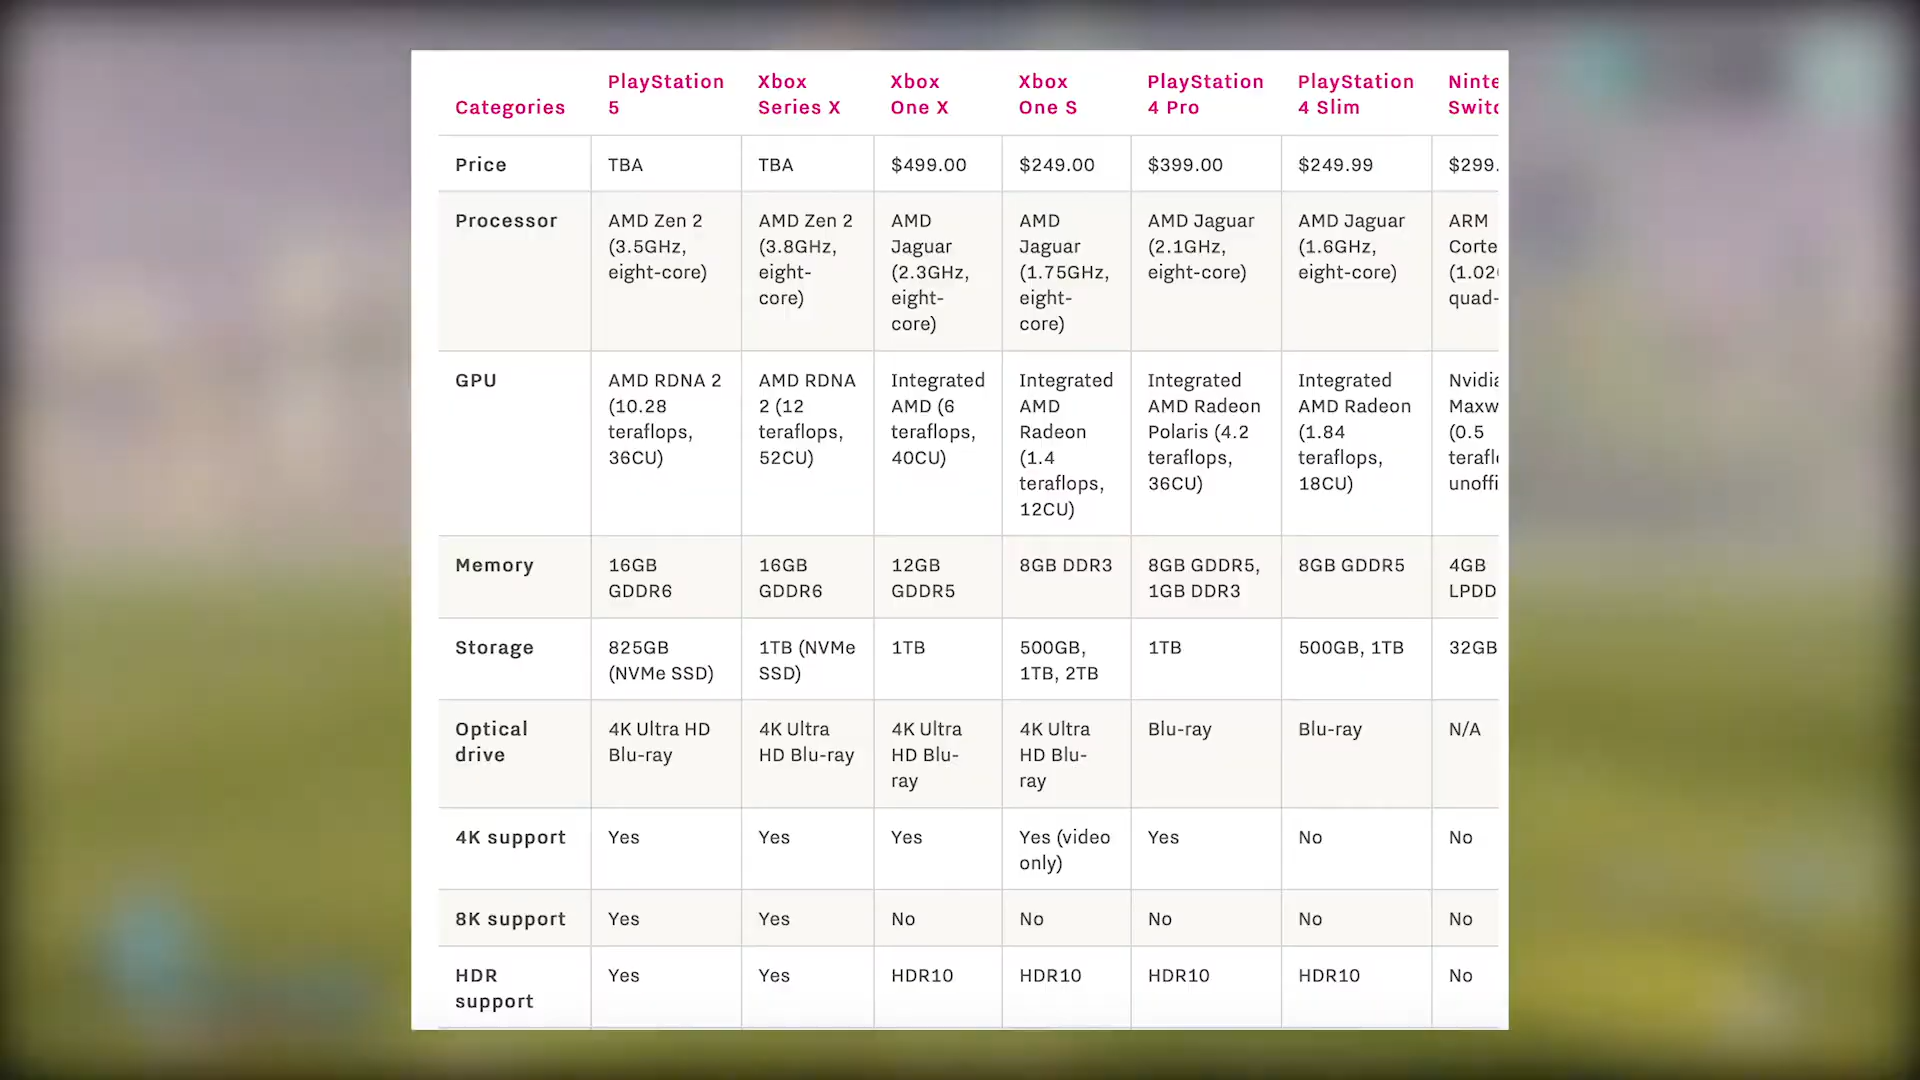 Categories PlayStation 5 Xbox Series X Xbox One X Xbox One S PlayStation 4 Pro PlayStation 4 Slim
Price TBA TBA $499.00 $249.00 $399.00 $249.99 $299.
Processor AMD Zen 2 (3.5GHz, eight-core) AMD Zen 2 (3.8GHz, eight-core) AMD Jaguar (2.3GHz, eight-core) AMD Jaguar (1.75GHz, eight-core) AMD Jaguar (2.1GHz, eight-core) AMD Jaguar (1.6GHz, eight-core) ARM
GPU AMD RDNA 2 (10.28 teraflops, 36CU) AMD RDNA 2 (12 teraflops, 52CU) Integrated AMD (6 teraflops, 40CU) Integrated AMD Radeon (1.4 teraflops, 12CU) Integrated AMD Radeon Polaris (4.2 teraflops, 36CU) Integrated AMD Radeon (1.84 teraflops, 18CU) (0.5
Memory 16GB GDDR6 16GB GDDR6 12GB GDDR5 8GB DDR3 8GB GDDR5, 1GB DDR3 8GB GDDR5 4GB
Storage 825GB (NVMe SSD) 1TB (NVMe SSD) 1TB 500GB, 1TB, 2TB 1TB 500GB, 1TB 32GB
Optical drive 4K Ultra HD Blu-ray 4K Ultra HD Blu-ray 4K Ultra HD Blu-ray 4K Ultra HD Blu-ray Blu-ray Blu-ray N/A
4K support Yes Yes Yes Yes (video only) Yes No No
8K support Yes Yes No No No No No
HDR support Yes Yes HDR10 HDR10 HDR10 HDR10 No